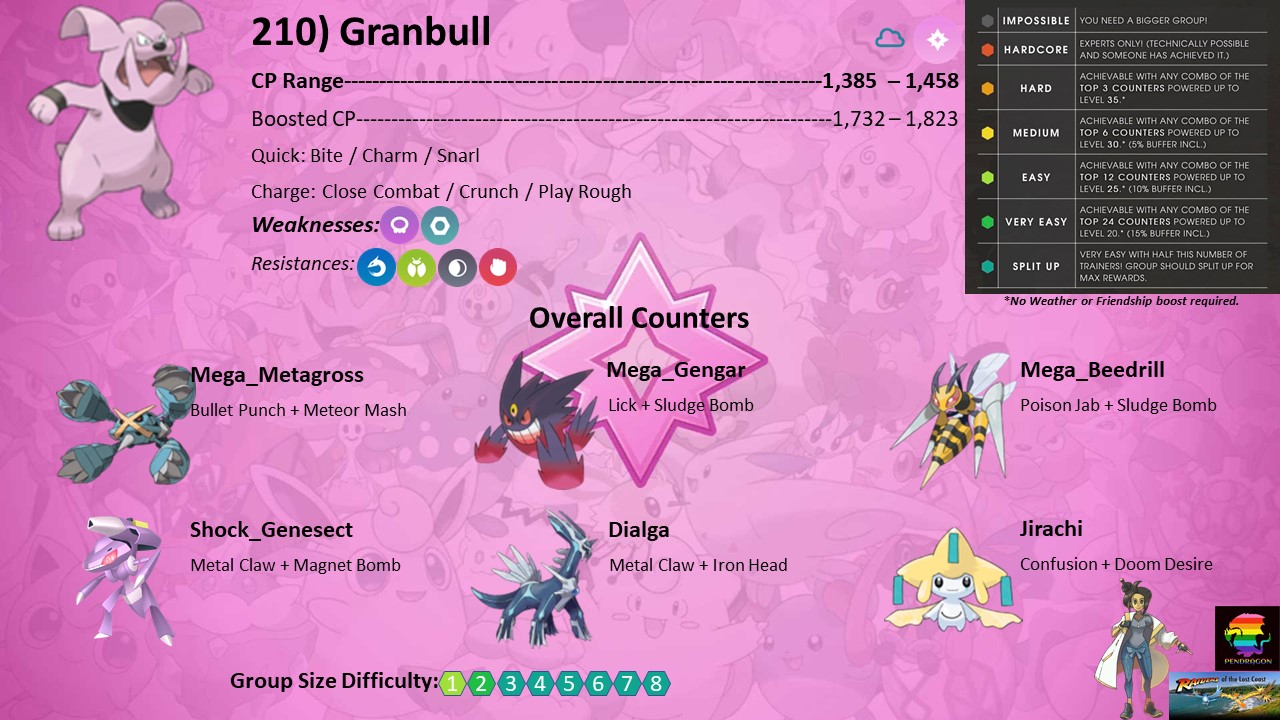 210) Granbull
CP Range-----------------------------------------------------------------------------1,385 – 1,458
Boosted CP-----------------------------------------------------------------------------1,732 – 1,823
Quick: Bite / Charm / Snarl
Charge: Close Combat / Crunch / Play Rough
Weaknesses:
Resistances:
IMPOSSIBLE YOU NEED A BIGGER GROUP!
HARDCORE EXPERTS ONLY! (TECHNICALLY POSSIBLE
AND SOMEONE HAS ACHIEVED IT.)
HARD ACHIEVABLE WITH ANY COMBO OF THE
TOP 3 COUNTERS POWERED UP TO
LEVEL 35.*
MEDIUM ACHIEVABLE WITH ANY COMBO OF THE
TOP 6 COUNTERS POWERED UP TO
LEVEL 30.* (5% BUFFER INCL.)
EASY ACHIEVABLE WITH ANY COMBO OF THE
TOP 12 COUNTERS POWERED UP TO
LEVEL 25.* (10% BUFFER INCL.)
VERY EASY ACHIEVABLE WITH ANY COMBO OF THE
TOP 24 COUNTERS POWERED UP TO
LEVEL 20.* (15% BUFFER INCL.)
SPLIT UP VERY EASY WITH HALF THIS NUMBER OF
TRAINERS! GROUP SHOULD SPLIT UP FOR
MAX REWARDS.
*No Weather or Friendship boost required.
Overall Counters
Mega_Metagross
Bullet Punch + Meteor Mash
Mega_Gengar
Lick + Sludge Bomb
Mega_Beedrill
Poison Jab + Sludge Bomb
Shock_Genesect
Metal Claw + Magnet Bomb
Dialga
Metal Claw + Iron Head
Jirachi
Confusion + Doom Desire
Group Size Difficulty: 1 2 3 4 5 6 7 8
PENDRAGON
RAIDERS of the Lost Coast